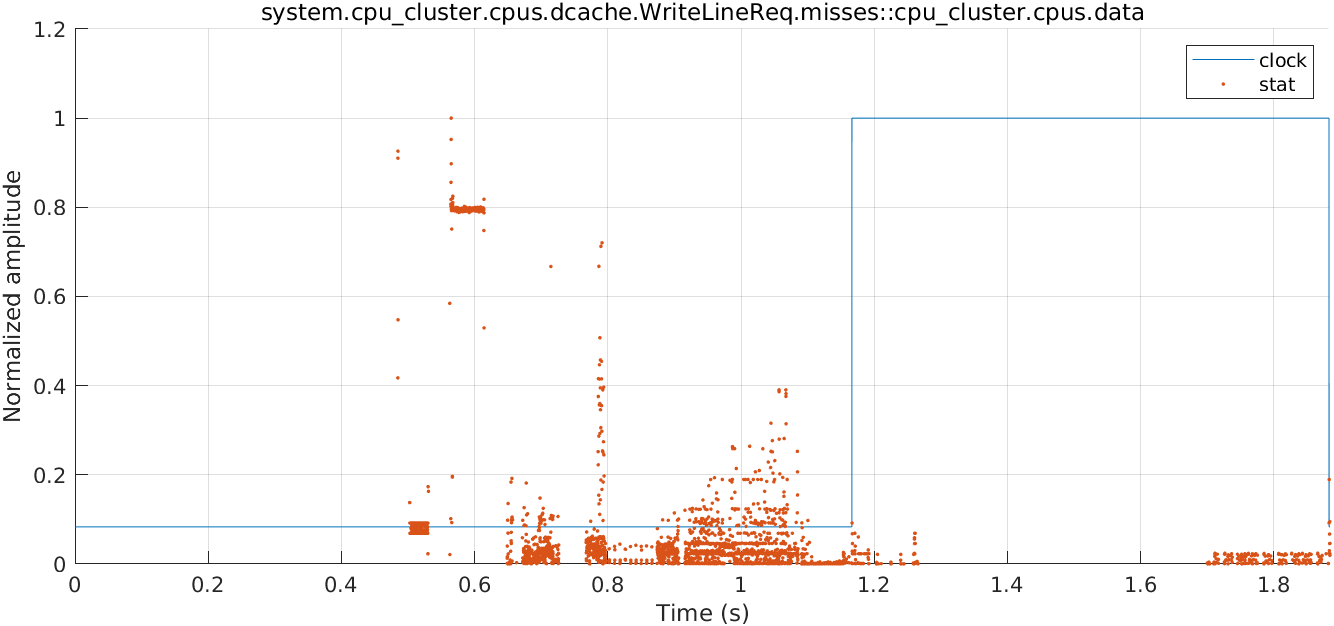 system.cpu_cluster.cpus.dcache.WriteLineReq.misses::cpu_cluster.cpus.data
1.2
1
0.8
0.6
0.4
0.2
0
Normalized amplitude
clock
stat
0 0.2 0.4 0.6 0.8 1 1.2 1.4 1.6 1.8
Time (s)